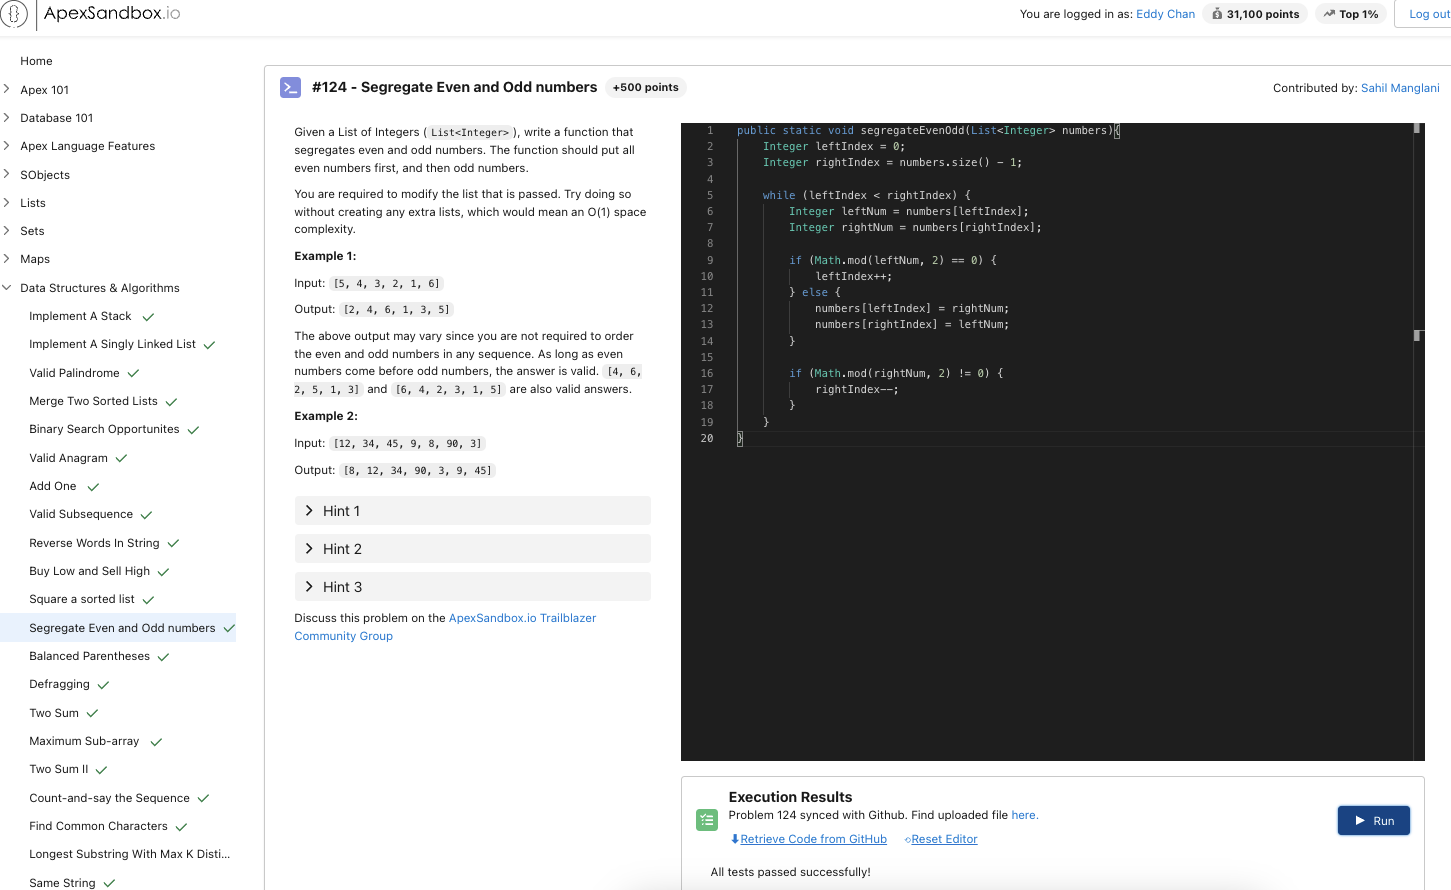 ApexSandbox.io
You are logged in as: Eddy Chan
31,100 points
Top 1%
Log out
Home
Apex 101
Database 101
Apex Language Features
SObjects
Lists
Sets
Maps
Data Structures & Algorithms
Implement A Stack
Implement A Singly Linked List
Valid Palindrome
Merge Two Sorted Lists
Binary Search Opportunites
Valid Anagram
Add One
Valid Subsequence
Reverse Words In String
Buy Low and Sell High
Square a sorted list
Segregate Even and Odd numbers
Balanced Parentheses
Defragging
Two Sum
Maximum Sub-array
Two Sum II
Count-and-say the Sequence
Find Common Characters
Longest Substring With Max K Disti...
Same String
#124 - Segregate Even and Odd numbers
+500 points
Contributed by: Sahil Manglani
Given a List of Integers ( List<Integer> ), write a function that
segregates even and odd numbers. The function should put all
even numbers first, and then odd numbers.
You are required to modify the list that is passed. Try doing so
without creating any extra lists, which would mean an O(1) space
complexity.
Example 1:
Input: [5, 4, 3, 2, 1, 6]
Output: [2, 4, 6, 1, 3, 5]
The above output may vary since you are not required to order
the even and odd numbers in any sequence. As long as even
numbers come before odd numbers, the answer is valid. [4, 6,
2, 5, 1, 3] and [6, 4, 2, 3, 1, 5] are also valid answers.
Example 2:
Input: [12, 34, 45, 9, 8, 90, 3]
Output: [8, 12, 34, 90, 3, 9, 45]
Hint 1
Hint 2
Hint 3
Discuss this problem on the ApexSandbox.io Trailblazer
Community Group
1 public static void segregateEvenOdd(List<Integer> numbers){
2 Integer leftIndex = 0;
3 Integer rightIndex = numbers.size() - 1;
4
5 while (leftIndex < rightIndex) {
6 Integer leftNum = numbers[leftIndex];
7 Integer rightNum = numbers[rightIndex];
8
9 if (Math.mod(leftNum, 2) == 0) {
10 leftIndex++;
11 } else {
12 numbers[leftIndex] = rightNum;
13 numbers[rightIndex] = leftNum;
14 }
15
16 if (Math.mod(rightNum, 2) != 0) {
17 rightIndex--;
18 }
19 }
20 }
Execution Results
Problem 124 synced with Github. Find uploaded file here.
Retrieve Code from GitHub
Reset Editor
Run
All tests passed successfully!